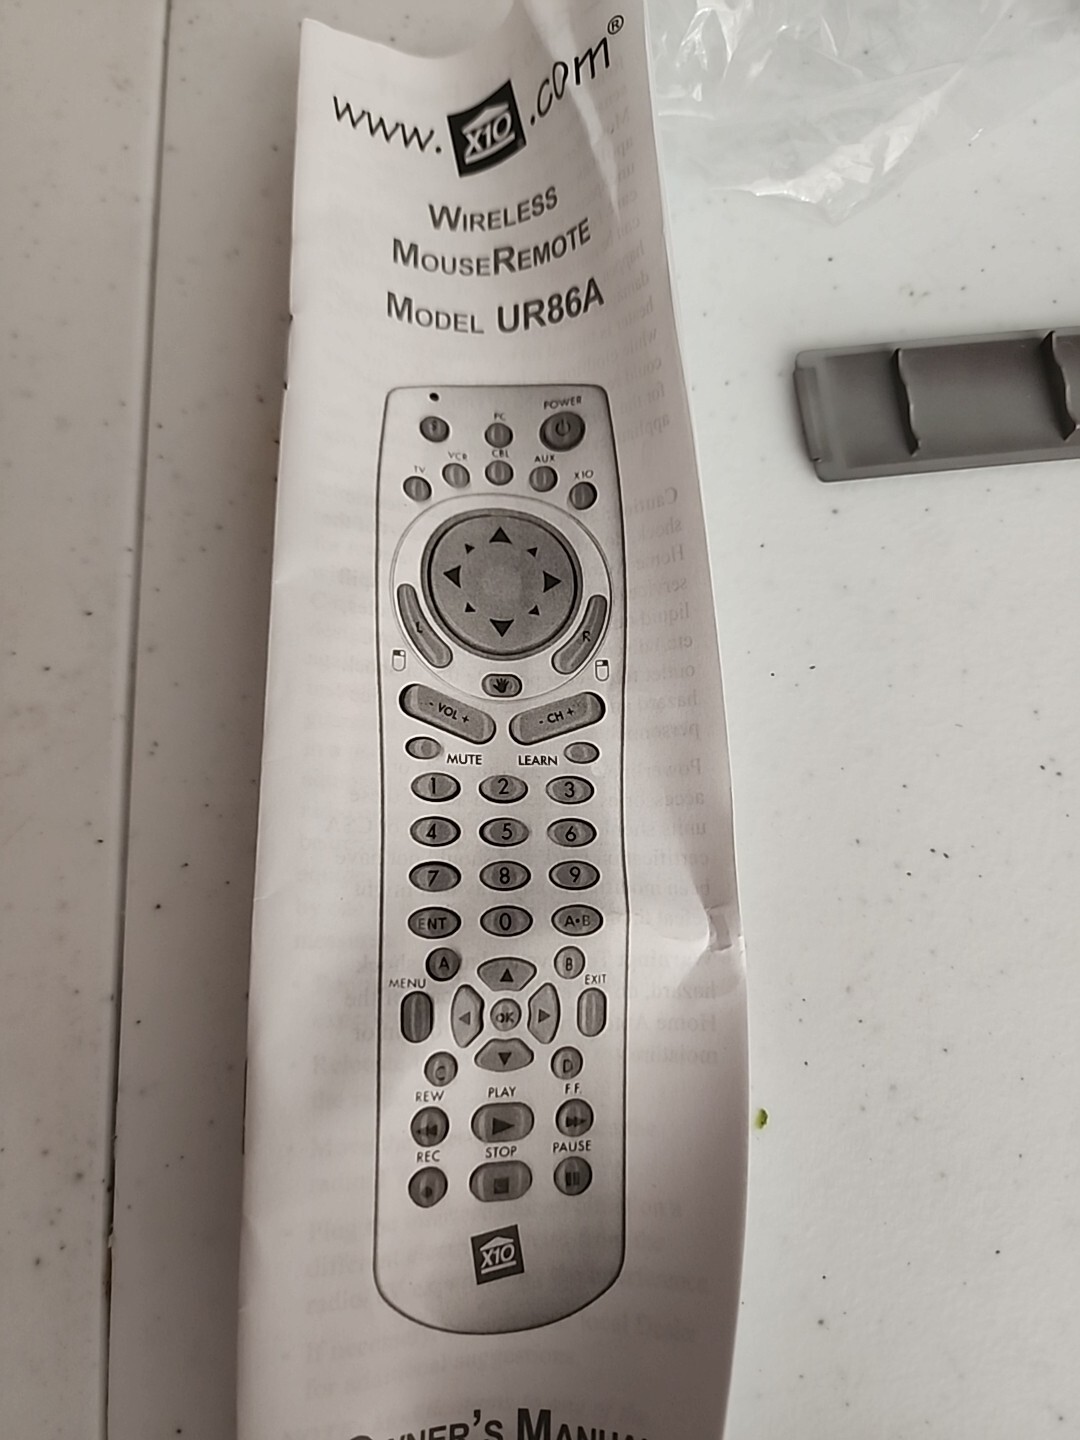 www.X10.com®
WIRELESS
MOUSEREMOTE
MODEL UR86A
POWER
PC
TV VCR CBL AUX X10
L R
- VOL + - CH +
MUTE LEARN
1 2 3
4 5 6
7 8 9
ENT 0 A•B
A B
MENU EXIT
OK
C D
REW PLAY F.F.
REC STOP PAUSE
X10
OWNER'S MANUAL